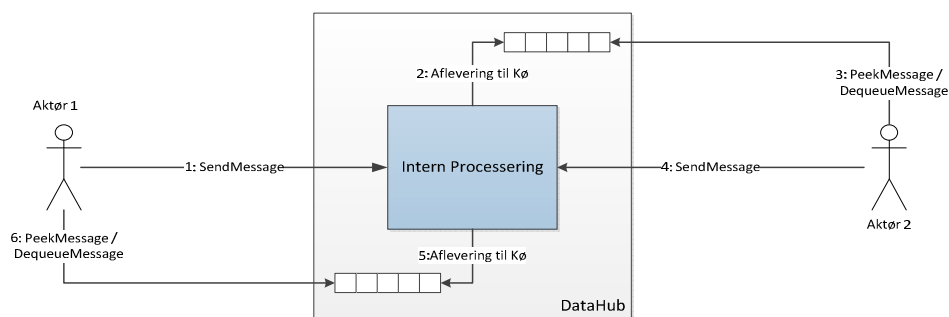 2: Aflevering til Kø
3: PeekMessage /
DequeueMessage
Aktør 1
1: SendMessage
Intern Processering
4: SendMessage
Aktør 2
6: PeekMessage /
DequeueMessage
5:Aflevering til Kø
DataHub